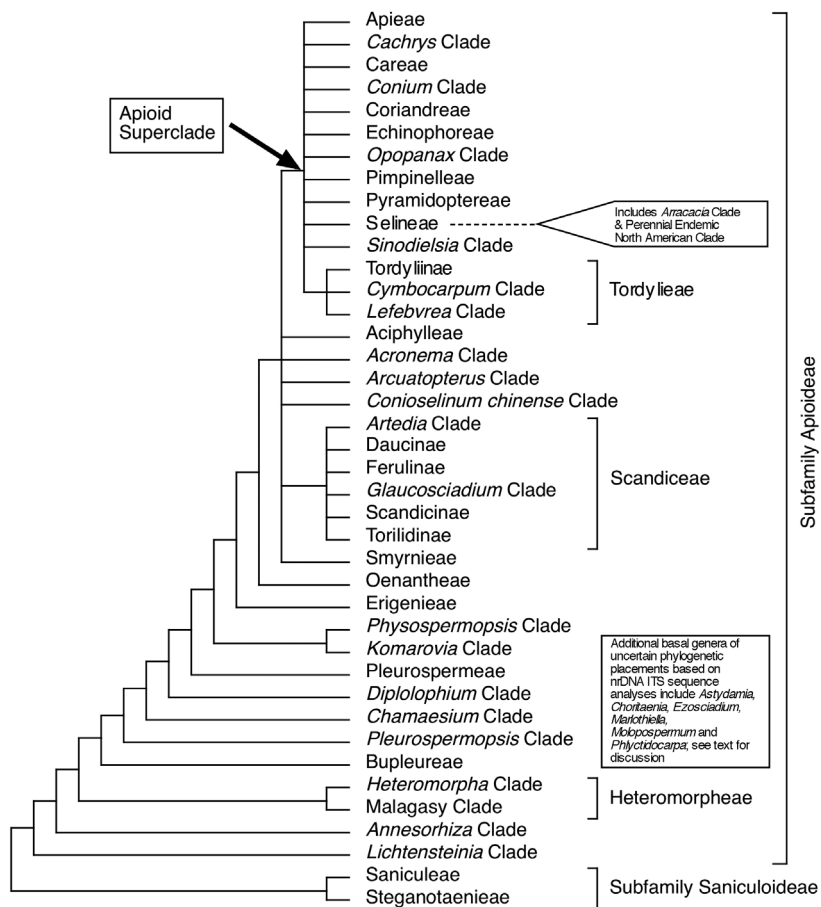 Apioid
Superclade
Apieae
Cachrys Clade
Careae
Conium Clade
Coriandreae
Echinophoreae
Opopanax Clade
Pimpinelleae
Pyramidoptereae
Selineae
Includes Arracacia Clade
& Perennial Endemic
North American Clade
Sinodielsia Clade
Tordyliinae
Cymbocarpum Clade
Lefebvrea Clade
Tordylieae
Aciphylleae
Acronema Clade
Arcuatopterus Clade
Conioselinum chinense Clade
Artedia Clade
Daucinae
Ferulinae
Glaucosciadium Clade
Scandicinae
Torilidinae
Scandiceae
Smyrnieae
Oenantheae
Erigenieae
Physospermopsis Clade
Komarovia Clade
Pleurospermeae
Diplolophium Clade
Chamaesium Clade
Pleurospermopsis Clade
Bupleureae
Additional basal genera of
uncertain phylogenetic
placements based on
nrDNA ITS sequence
analyses include Astydamia,
Choritaenia, Ezosciadium,
Marlothiella,
Molopospermum and
Phlyctidocarpa; see text for
discussion
Heteromorpha Clade
Malagasy Clade
Heteromorpheae
Annesorhiza Clade
Lichtensteinia Clade
Subfamily Apioideae
Saniculeae
Steganotaenieae
Subfamily Saniculoideae